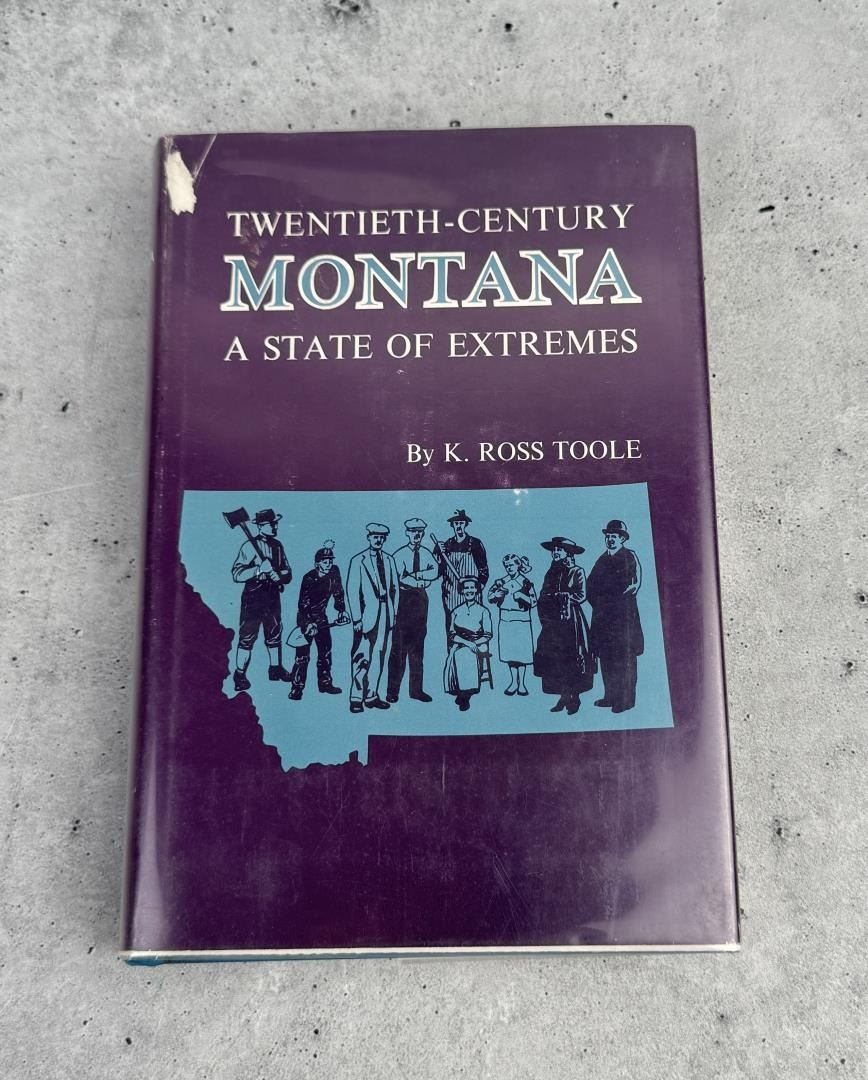 TWENTIETH-CENTURY
MONTANA
A STATE OF EXTREMES
By K. ROSS TOOLE